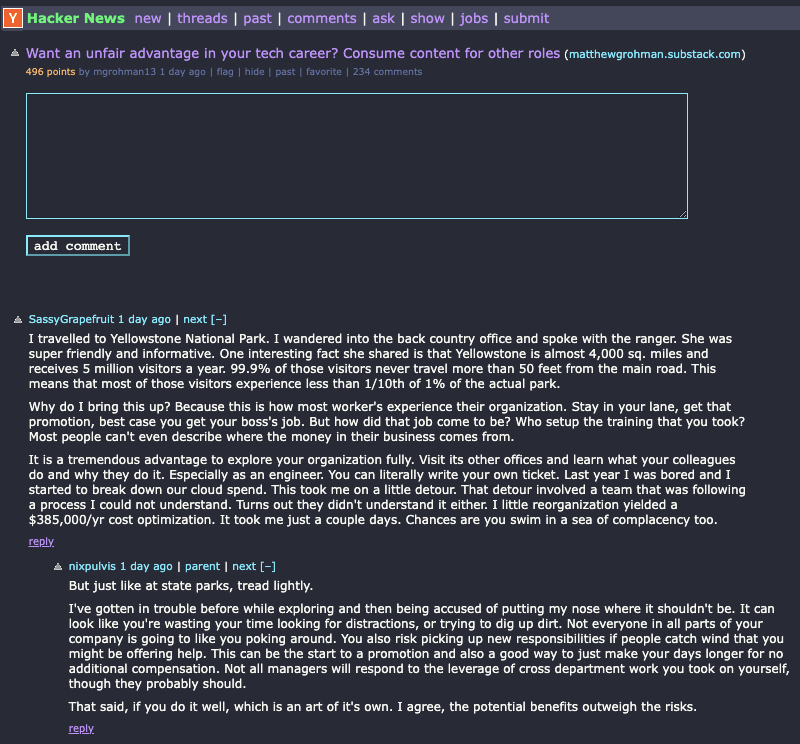 Y Hacker News new | threads | past | comments | ask | show | jobs | submit
Want an unfair advantage in your tech career? Consume content for other roles (matthewgrohman.substack.com)
496 points by mgrohman13 1 day ago | flag | hide | past | favorite | 234 comments
add comment
SassyGrapefruit 1 day ago | next [–]
I travelled to Yellowstone National Park. I wandered into the back country office and spoke with the ranger. She was
super friendly and informative. One interesting fact she shared is that Yellowstone is almost 4,000 sq. miles and
receives 5 million visitors a year. 99.9% of those visitors never travel more than 50 feet from the main road. This
means that most of those visitors experience less than 1/10th of 1% of the actual park.
Why do I bring this up? Because this is how most worker's experience their organization. Stay in your lane, get that
promotion, best case you get your boss's job. But how did that job come to be? Who setup the training that you took?
Most people can't even describe where the money in their business comes from.
It is a tremendous advantage to explore your organization fully. Visit its other offices and learn what your colleagues
do and why they do it. Especially as an engineer. You can literally write your own ticket. Last year I was bored and I
started to break down our cloud spend. This took me on a little detour. That detour involved a team that was following
a process I could not understand. Turns out they didn't understand it either. I little reorganization yielded a
$385,000/yr cost optimization. It took me just a couple days. Chances are you swim in a sea of complacency too.
reply
nixpulvis 1 day ago | parent | next [–]
But just like at state parks, tread lightly.
I've gotten in trouble before while exploring and then being accused of putting my nose where it shouldn't be. It can
look like you're wasting your time looking for distractions, or trying to dig up dirt. Not everyone in all parts of your
company is going to like you poking around. You also risk picking up new responsibilities if people catch wind that you
might be offering help. This can be the start to a promotion and also a good way to just make your days longer for no
additional compensation. Not all managers will respond to the leverage of cross department work you took on yourself,
though they probably should.
That said, if you do it well, which is an art of it's own. I agree, the potential benefits outweigh the risks.
reply